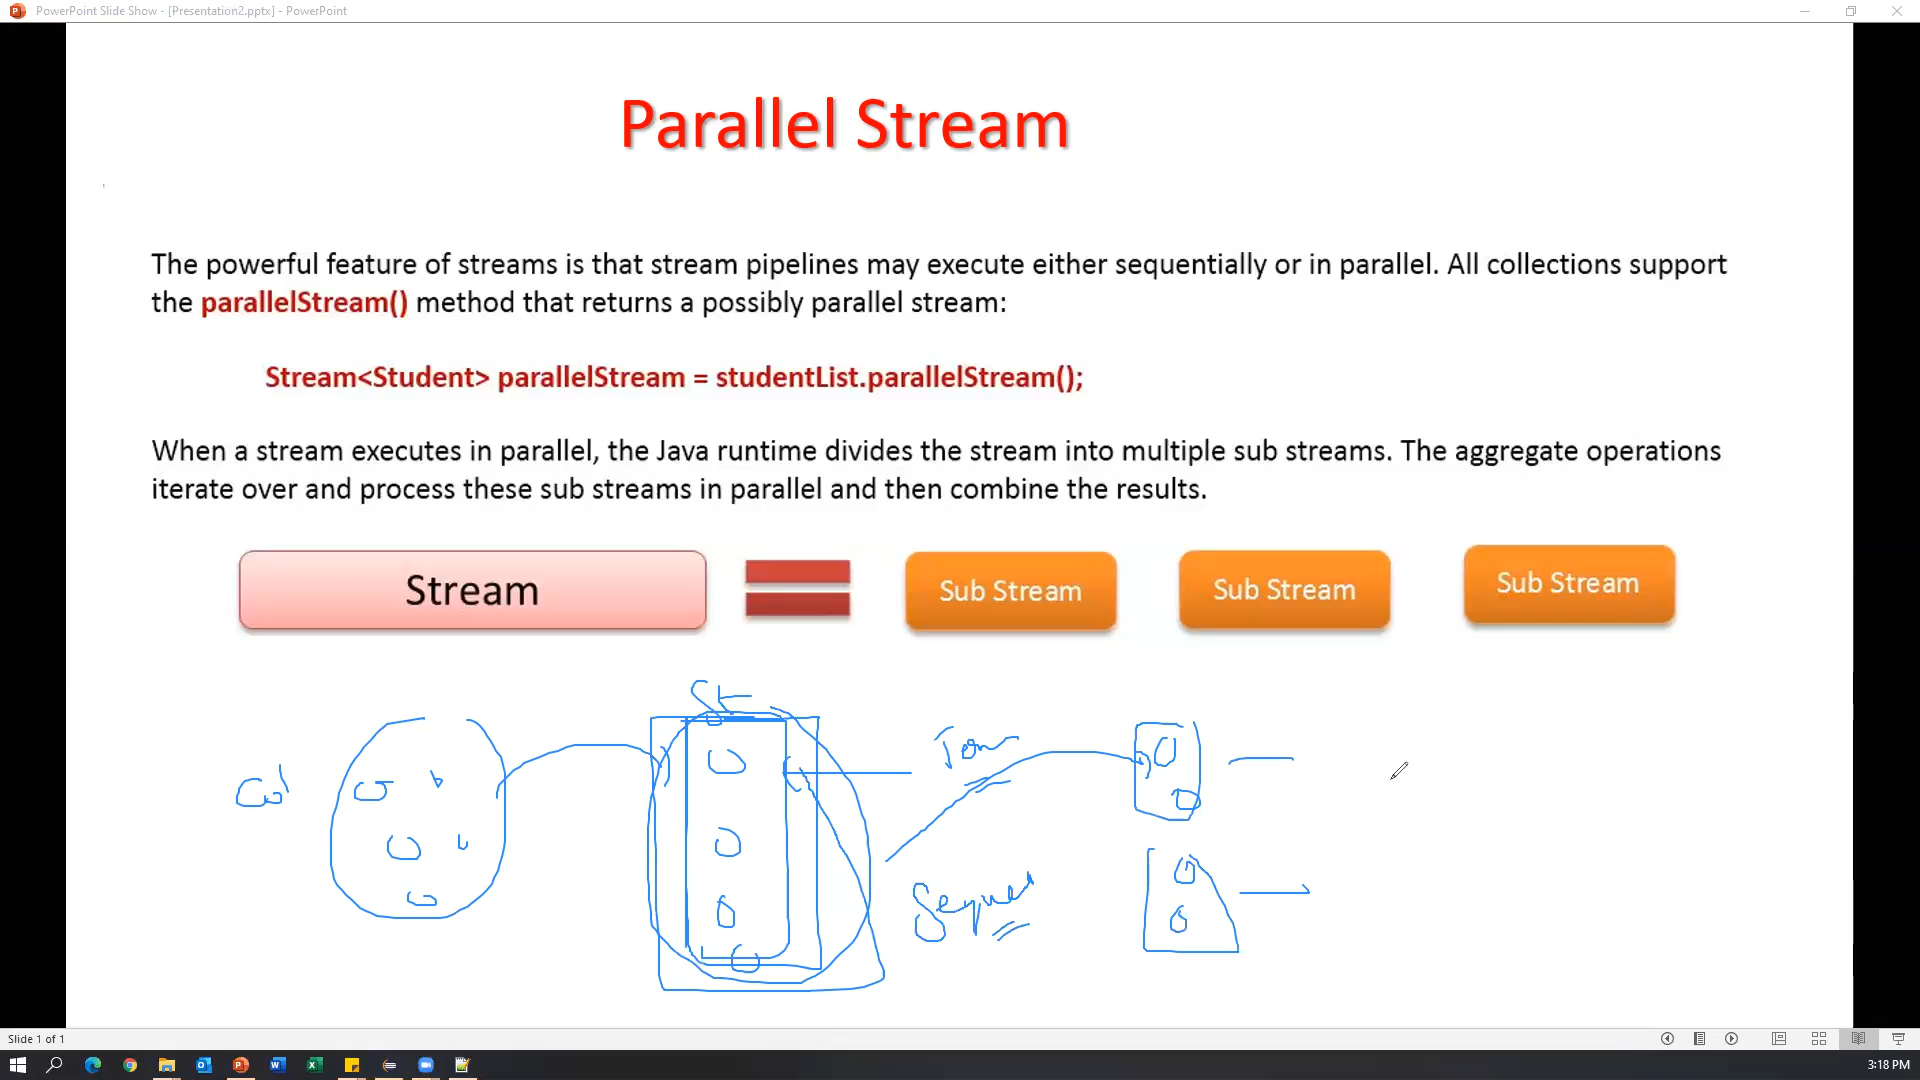 PowerPoint Slide Show - [Presentation2.pptx] - PowerPoint
Parallel Stream
The powerful feature of streams is that stream pipelines may execute either sequentially or in parallel. All collections support
the parallelStream() method that returns a possibly parallel stream:
Stream<Student> parallelStream = studentList.parallelStream();
When a stream executes in parallel, the Java runtime divides the stream into multiple sub streams. The aggregate operations
iterate over and process these sub streams in parallel and then combine the results.
Stream
Sub Stream
Sub Stream
Sub Stream
St
Col
Slide 1 of 1
3:18 PM